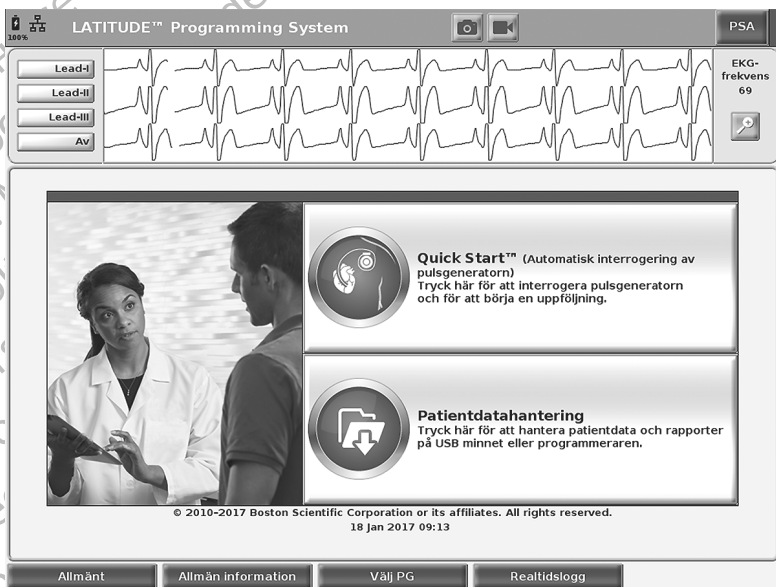 100%
LATITUDE™ Programming System
PSA
Lead-I
Lead-II
Lead-III
Av
EKG-
frekvens
69
Quick Start™ (Automatisk interrogering av
pulsgeneratorn)
Tryck här för att interrogera pulsgeneratorn
och för att börja en uppföljning.
Patientdatahantering
Tryck här för att hantera patientdata och rapporter
på USB minnet eller programmeraren.
© 2010-2017 Boston Scientific Corporation or its affiliates. All rights reserved.
18 Jan 2017 09:13
Allmänt
Allmän information
Välj PG
Realtidslogg